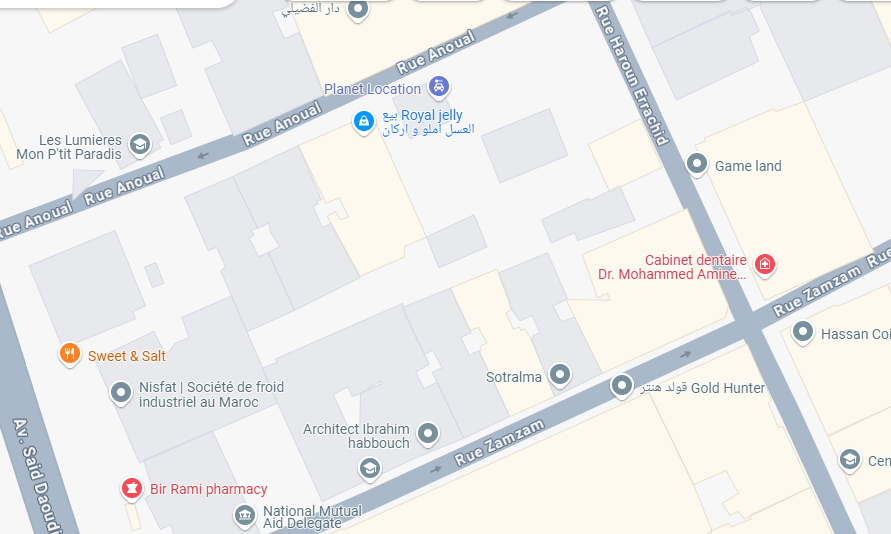 دار الفضيلي
Rue Anoual
Rue Haroun Errachid
Planet Location
بيع Royal jelly
العسل أملو و اركان
Rue Anoual
Les Lumieres
Mon P'tit Paradis
Game land
Rue Anoual
Rue Anoual
Cabinet dentaire
Dr. Mohammed Amine...
Rue Zamzam
Rue
Hassan Coi
Sweet & Salt
Sotralma
قولد هنتر Gold Hunter
Nisfat | Société de froid
industriel au Maroc
Architect Ibrahim
habbouch
Rue Zamzam
Av. Said Daoudi
Cen
Bir Rami pharmacy
National Mutual
Aid Delegate